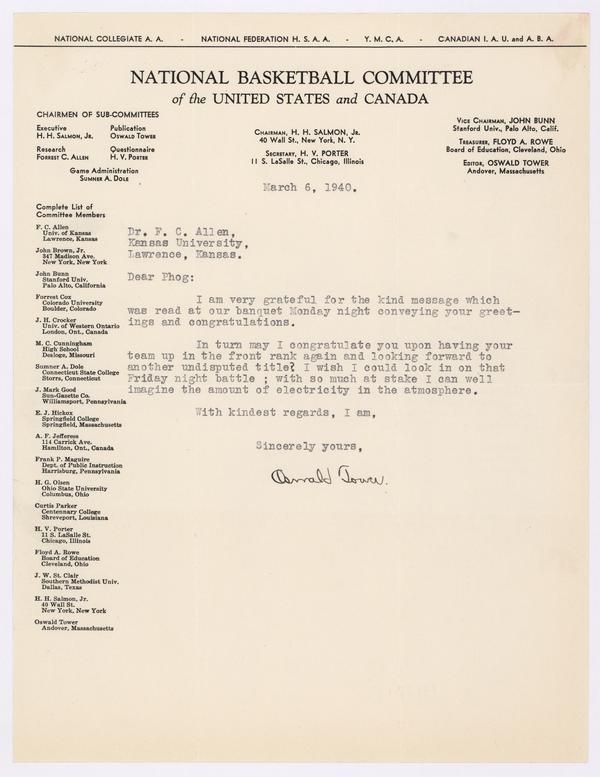 NATIONAL COLLEGIATE A. A. - NATIONAL FEDERATION H. S. A. A. - Y. M. C. A. - CANADIAN I. A. U. and A. B. A.
NATIONAL BASKETBALL COMMITTEE
of the UNITED STATES and CANADA
CHAIRMEN OF SUB-COMMITTEES
Executive
H. H. SALMON, JR.
Publication
OSWALD TOWER
Research
FORREST C. ALLEN
Questionnaire
H. V. PORTER
Game Administration
SUMNER A. DOLE
CHAIRMAN, H. H. SALMON, JR.
40 Wall St., New York, N. Y.
SECRETARY, H. V. PORTER
11 S. LaSalle St., Chicago, Illinois
VICE CHAIRMAN, JOHN BUNN
Stanford Univ., Palo Alto, Calif.
TREASURER, FLOYD A. ROWE
Board of Education, Cleveland, Ohio
EDITOR, OSWALD TOWER
Andover, Massachusetts
March 6, 1940.
Complete List of
Committee Members
F. C. Allen
Univ. of Kansas
Lawrence, Kansas
John Brown, Jr.
347 Madison Ave.
New York, New York
John Bunn
Stanford Univ.
Palo Alto, California
Forrest Cox
Colorado University
Boulder, Colorado
J. H. Crocker
Univ. of Western Ontario
London, Ont., Canada
M. C. Cunningham
High School
Desloge, Missouri
Sumner A. Dole
Connecticut State College
Storrs, Connecticut
J. Mark Good
Sun-Gazette Co.
Williamsport, Pennsylvania
E. J. Hickox
Springfield College
Springfield, Massachusetts
A. F. Jefferess
114 Carrick Ave.
Hamilton, Ont., Canada
Frank P. Maguire
Dept. of Public Instruction
Harrisburg, Pennsylvania
H. G. Olsen
Ohio State University
Columbus, Ohio
Curtis Parker
Centenary College
Shreveport, Louisiana
H. V. Porter
11 S. LaSalle St.
Chicago, Illinois
Floyd A. Rowe
Board of Education
Cleveland, Ohio
J. W. St. Clair
Southern Methodist Univ.
Dallas, Texas
H. H. Salmon, Jr.
40 Wall St.
New York, New York
Oswald Tower
Andover, Massachusetts
Dr. F. C. Allen,
Kansas University,
Lawrence, Kansas.
Dear Phog:
I am very grateful for the kind message which
was read at our banquet Monday night conveying your greet-
ings and congratulations.
In turn may I congratulate you upon having your
team up in the front rank again and looking forward to
another undisputed title? I wish I could look in on that
Friday night battle ; with so much at stake I can well
imagine the amount of electricity in the atmosphere.
With kindest regards, I am,
Sincerely yours,
Oswald Tower.